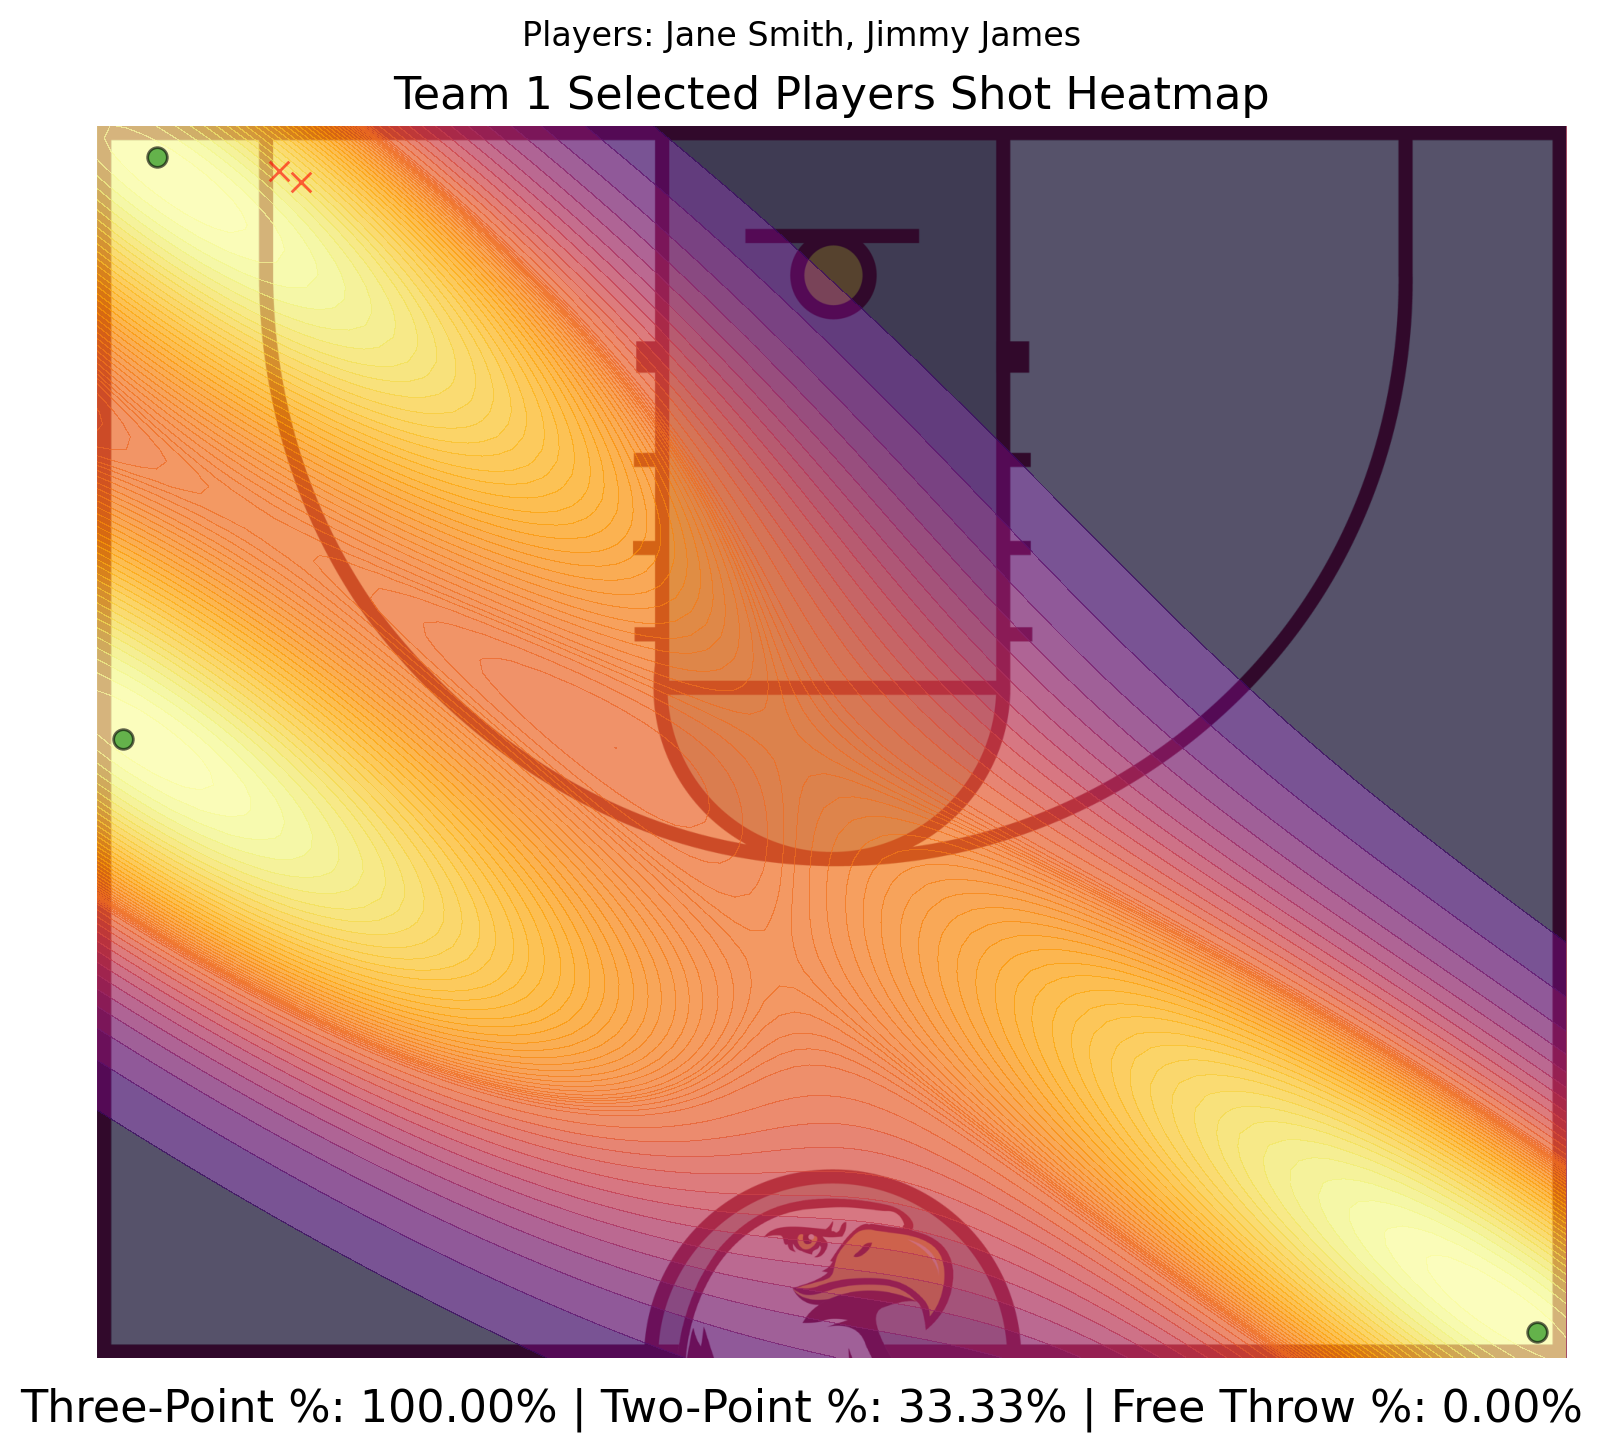 Players: Jane Smith, Jimmy James
Team 1 Selected Players Shot Heatmap
Three-Point %: 100.00% | Two-Point %: 33.33% | Free Throw %: 0.00%